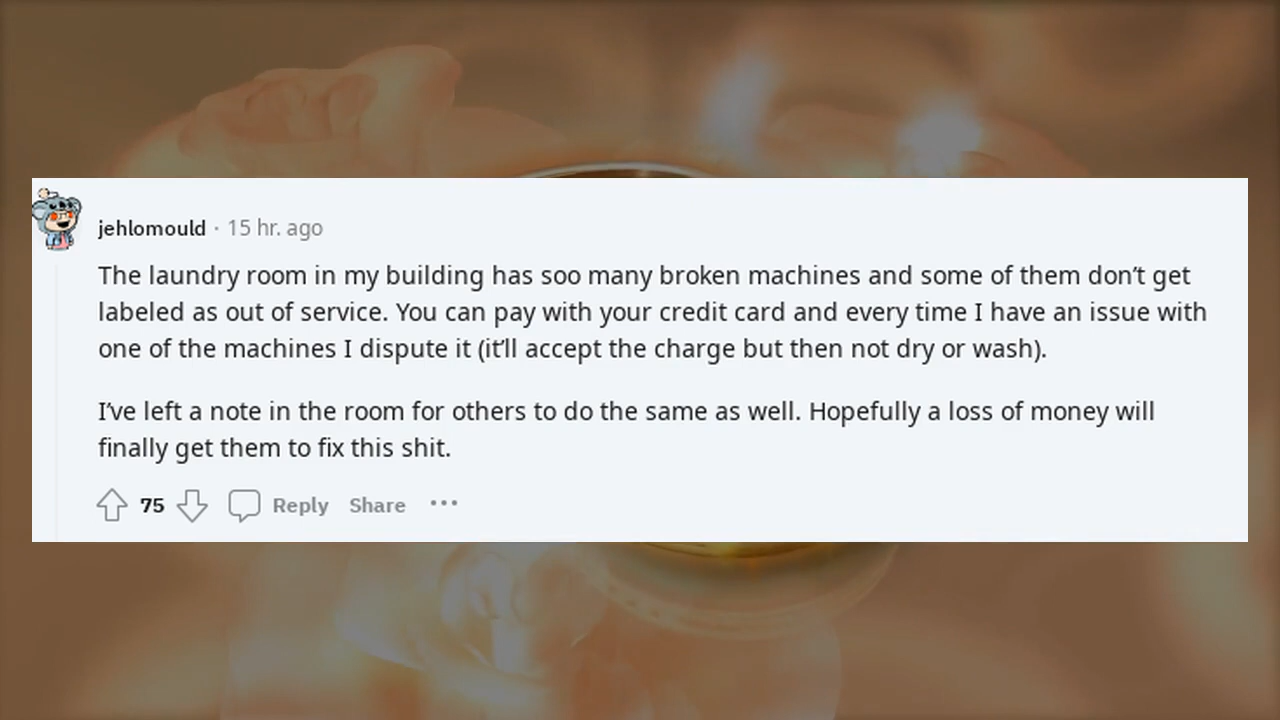 jehlomould · 15 hr. ago
The laundry room in my building has soo many broken machines and some of them don’t get
labeled as out of service. You can pay with your credit card and every time I have an issue with
one of the machines I dispute it (it’ll accept the charge but then not dry or wash).
I’ve left a note in the room for others to do the same as well. Hopefully a loss of money will
finally get them to fix this shit.
75 Reply Share ···